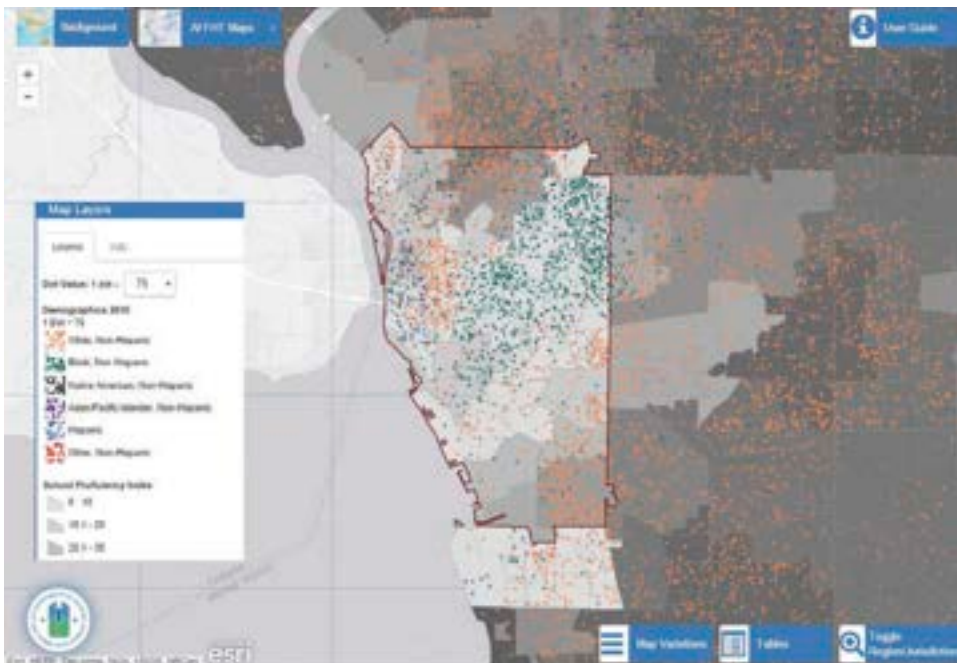 Background
AFFHT Maps
User Guide
+
-
Map Layers
Legend
Info
Dot Value: 1 dot =
75
Demographics 2010
1 Dot = 75
White, Non-Hispanic
Black, Non-Hispanic
Native American, Non-Hispanic
Asian/Pacific Islander, Non-Hispanic
Hispanic
Other, Non-Hispanic
School Proficiency Index
0 - 10
10.1 - 20
20.1 - 30
esri
Map Variations
Tables
Toggle
Region/Jurisdiction